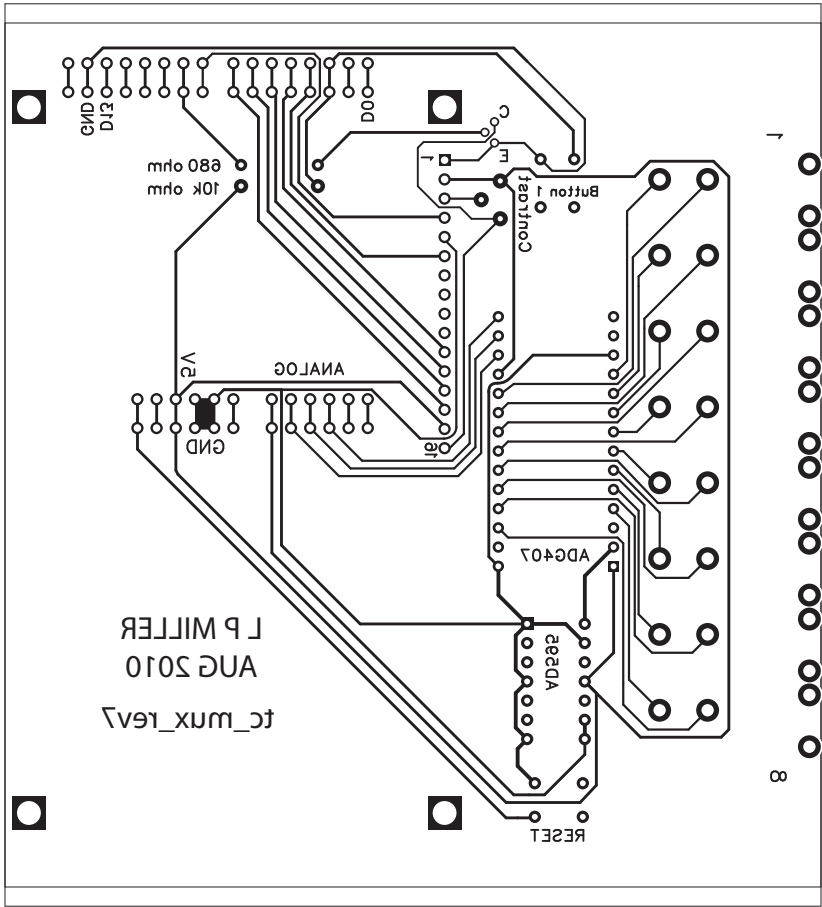 GND
D13
D0
C
E
1
1
680 ohm
10k ohm
Contrast
Button 1
5V
ANALOG
GND
16
ADG407
AD595
L P MILLER
AUG 2010
tc_mux_rev7
8
RESET